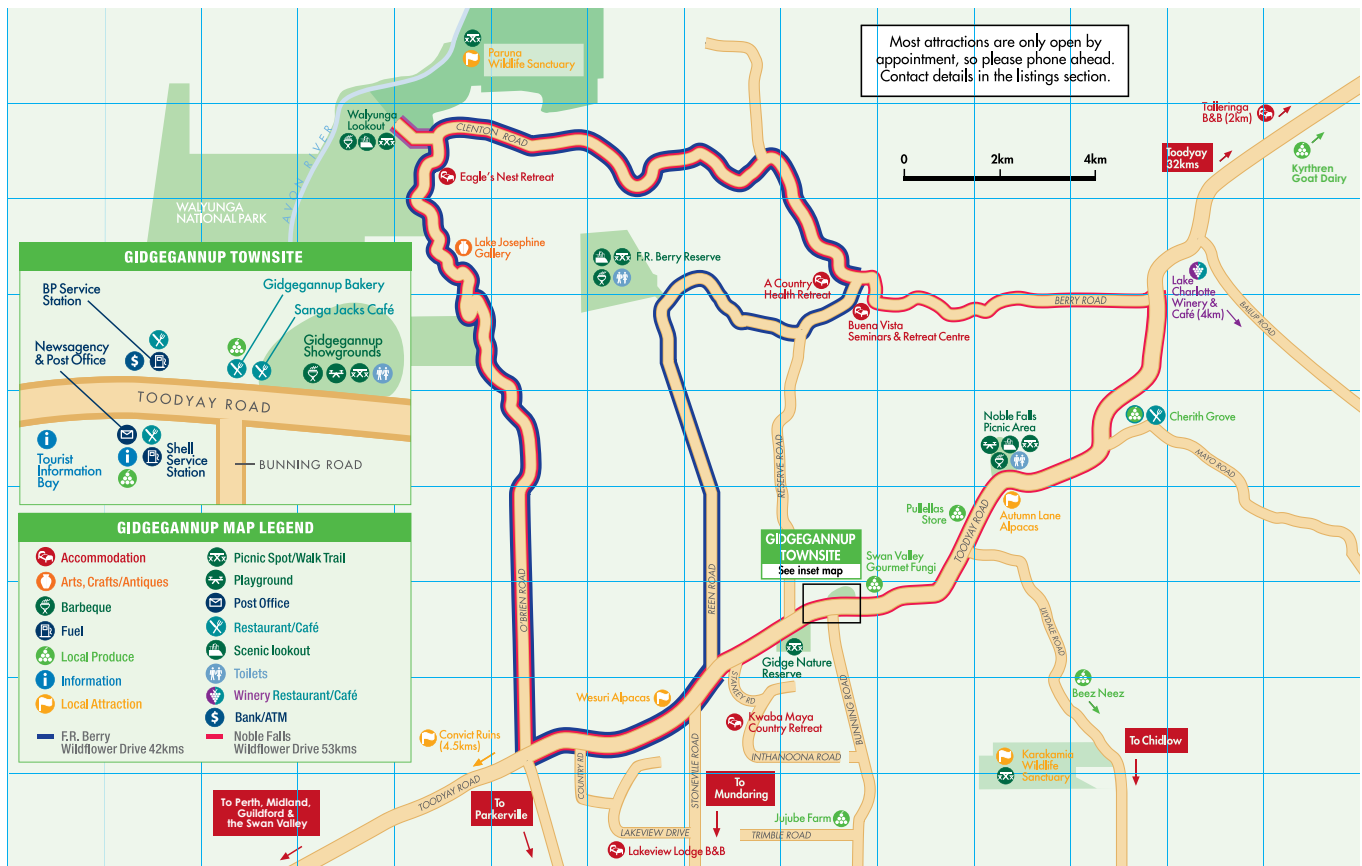 Most attractions are only open by
appointment, so please phone ahead.
Contact details in the listings section.
Paruna
Wildlife Sanctuary
Walyunga
Lookout
CLENTON ROAD
AVON RIVER
Eagle's Nest Retreat
WALYUNGA
NATIONAL PARK
Lake Josephine
Gallery
F.R. Berry Reserve
A Country
Health Retreat
Buena Vista
Seminars & Retreat Centre
BERRY ROAD
0
2km
4km
Talleringa
B&B (2km)
Toodyay
32kms
Kyrthren
Goat Dairy
Lake
Charlotte
Winery &
Café (4km)
BAILUP ROAD
Cherith Grove
MAYO ROAD
Noble Falls
Picnic Area
Autumn Lane
Alpacas
Pullellas
Store
TOODYAY ROAD
RESERVE ROAD
GIDGEGANNUP
TOWNSITE
See inset map
Swan Valley
Gourmet Fungi
LILYDALE ROAD
O'BRIEN ROAD
REEN ROAD
Gidge Nature
Reserve
STANLEY RD
Wesuri Alpacas
Kwaba Maya
Country Retreat
BUNNING ROAD
Beez Neez
Convict Ruins
(4.5kms)
INTHANOONA ROAD
COUNTRY RD
STONEVILLE ROAD
Karakamia
Wildlife
Sanctuary
To Chidlow
TOODYAY ROAD
To Perth, Midland,
Guildford &
the Swan Valley
To
Parkerville
To
Mundaring
Jujube Farm
LAKEVIEW DRIVE
TRIMBLE ROAD
Lakeview Lodge B&B
GIDGEGANNUP TOWNSITE
BP Service
Station
Gidgegannup Bakery
Sanga Jacks Café
Newsagency
& Post Office
Gidgegannup
Showgrounds
TOODYAY ROAD
Tourist
Information
Bay
Shell
Service
Station
BUNNING ROAD
GIDGEGANNUP MAP LEGEND
Accommodation
Arts, Crafts/Antiques
Barbeque
Fuel
Local Produce
Information
Local Attraction
F.R. Berry
Wildflower Drive 42kms
Picnic Spot/Walk Trail
Playground
Post Office
Restaurant/Café
Scenic lookout
Toilets
Winery Restaurant/Café
Bank/ATM
Noble Falls
Wildflower Drive 53kms